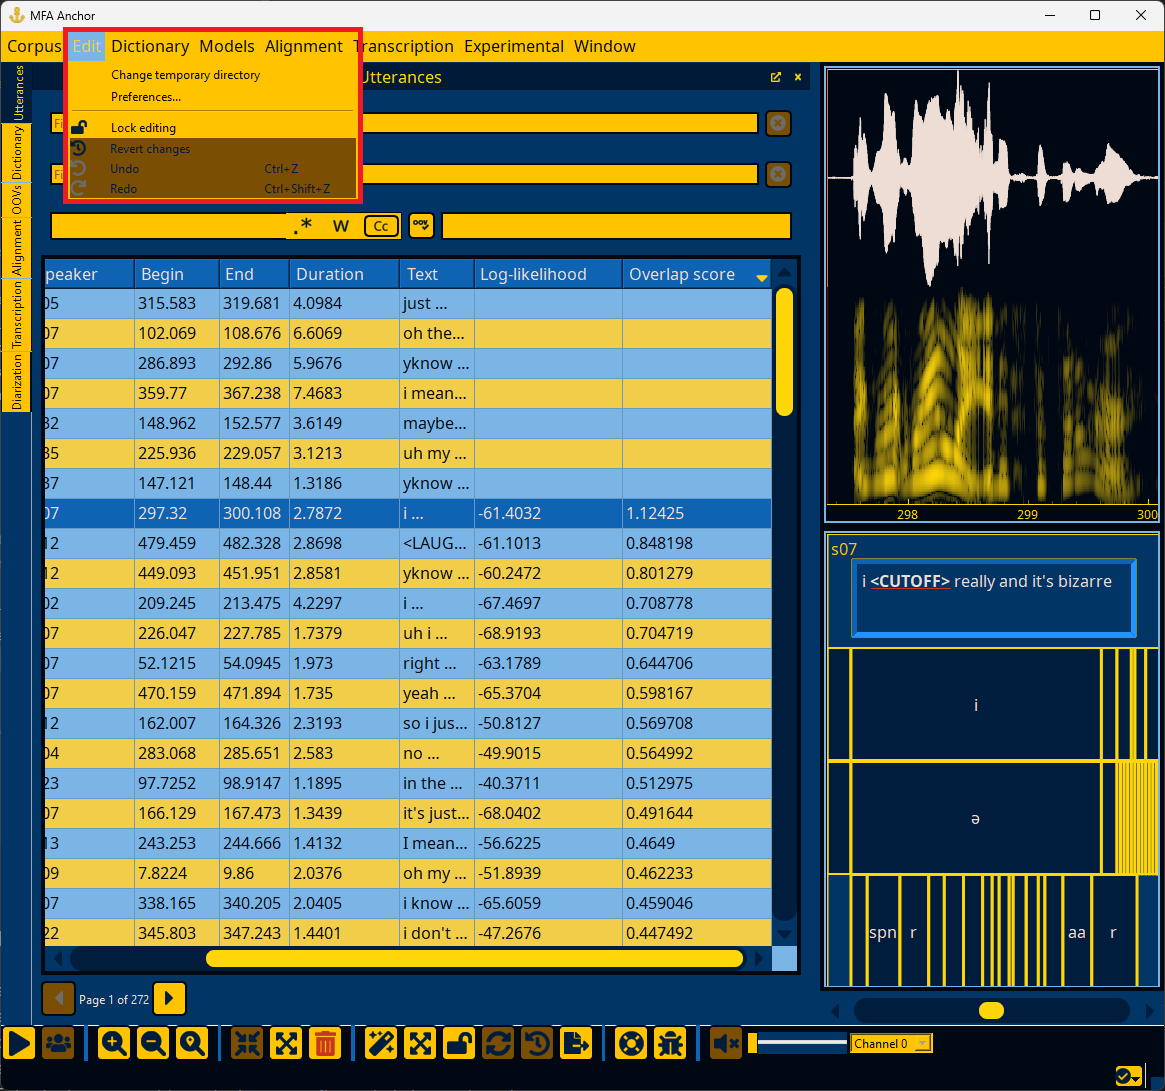 MFA Anchor
Corpus Edit Dictionary Models Alignment Transcription Experimental Window
Change temporary directory
Preferences...
Lock editing
Revert changes
Undo Ctrl+Z
Redo Ctrl+Shift+Z
Utterances
Dictionary
OOVs
Alignment
Transcription
Diarization
Utterances
Fi
Fi
.* W Cc OOV
peaker Begin End Duration Text Log-likelihood Overlap score
05 315.583 319.681 4.0984 just ...
07 102.069 108.676 6.6069 oh the...
07 286.893 292.86 5.9676 yknow ...
07 359.77 367.238 7.4683 i mean...
32 148.962 152.577 3.6149 maybe...
35 225.936 229.057 3.1213 uh my ...
37 147.121 148.44 1.3186 yknow ...
07 297.32 300.108 2.7872 i ... -61.4032 1.12425
12 479.459 482.328 2.8698 <LAUG... -61.1013 0.848198
12 449.093 451.951 2.8581 yknow ... -60.2472 0.801279
02 209.245 213.475 4.2297 i ... -67.4697 0.708778
07 226.047 227.785 1.7379 uh i ... -68.9193 0.704719
07 52.1215 54.0945 1.973 right ... -63.1789 0.644706
07 470.159 471.894 1.735 yeah ... -65.3704 0.598167
12 162.007 164.326 2.3193 so i jus... -50.8127 0.569708
04 283.068 285.651 2.583 no ... -49.9015 0.564992
23 97.7252 98.9147 1.1895 in the ... -40.3711 0.512975
07 166.129 167.473 1.3439 it's just... -68.0402 0.491644
13 243.253 244.666 1.4132 I mean... -56.6225 0.4649
09 7.8224 9.86 2.0376 oh my ... -51.8939 0.462233
07 338.165 340.205 2.0405 i know ... -65.6059 0.459046
22 345.803 347.243 1.4401 i don't ... -47.2676 0.447492
Page 1 of 272
298 299 300
s07
i <CUTOFF> really and it's bizarre
i
ə
spn r aa r
Channel 0